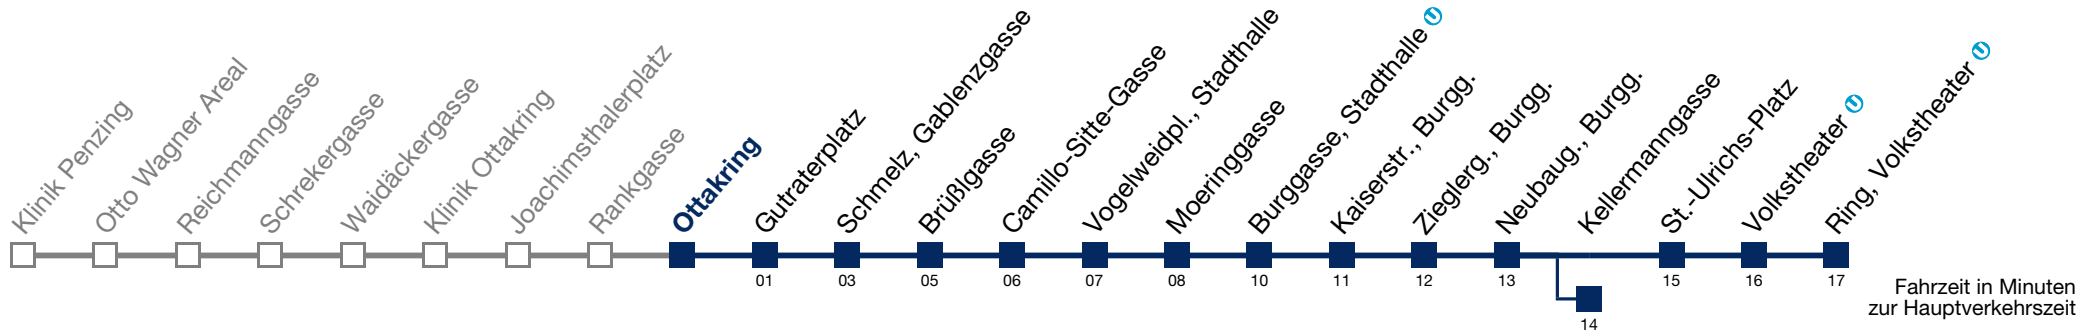 Klinik Penzing
Otto Wagner Areal
Reichmanngasse
Schrekergasse
Waidäckergasse
Klinik Ottakring
Joachimsthalerplatz
Rankgasse
Ottakring
Gutraterplatz
Schmelz, Gablenzgasse
Brüßlgasse
Camillo-Sitte-Gasse
Vogelweidpl., Stadthalle
Moeringgasse
Burggasse, Stadthalle U
Kaiserstr., Burgg.
Zieglerg., Burgg.
Neubaug., Burgg.
Kellermanngasse
St.-Ulrichs-Platz
Volkstheater U
Ring, Volkstheater U
01 03 05 06 07 08 10 11 12 13 15 16 17
14
Fahrzeit in Minuten
zur Hauptverkehrszeit